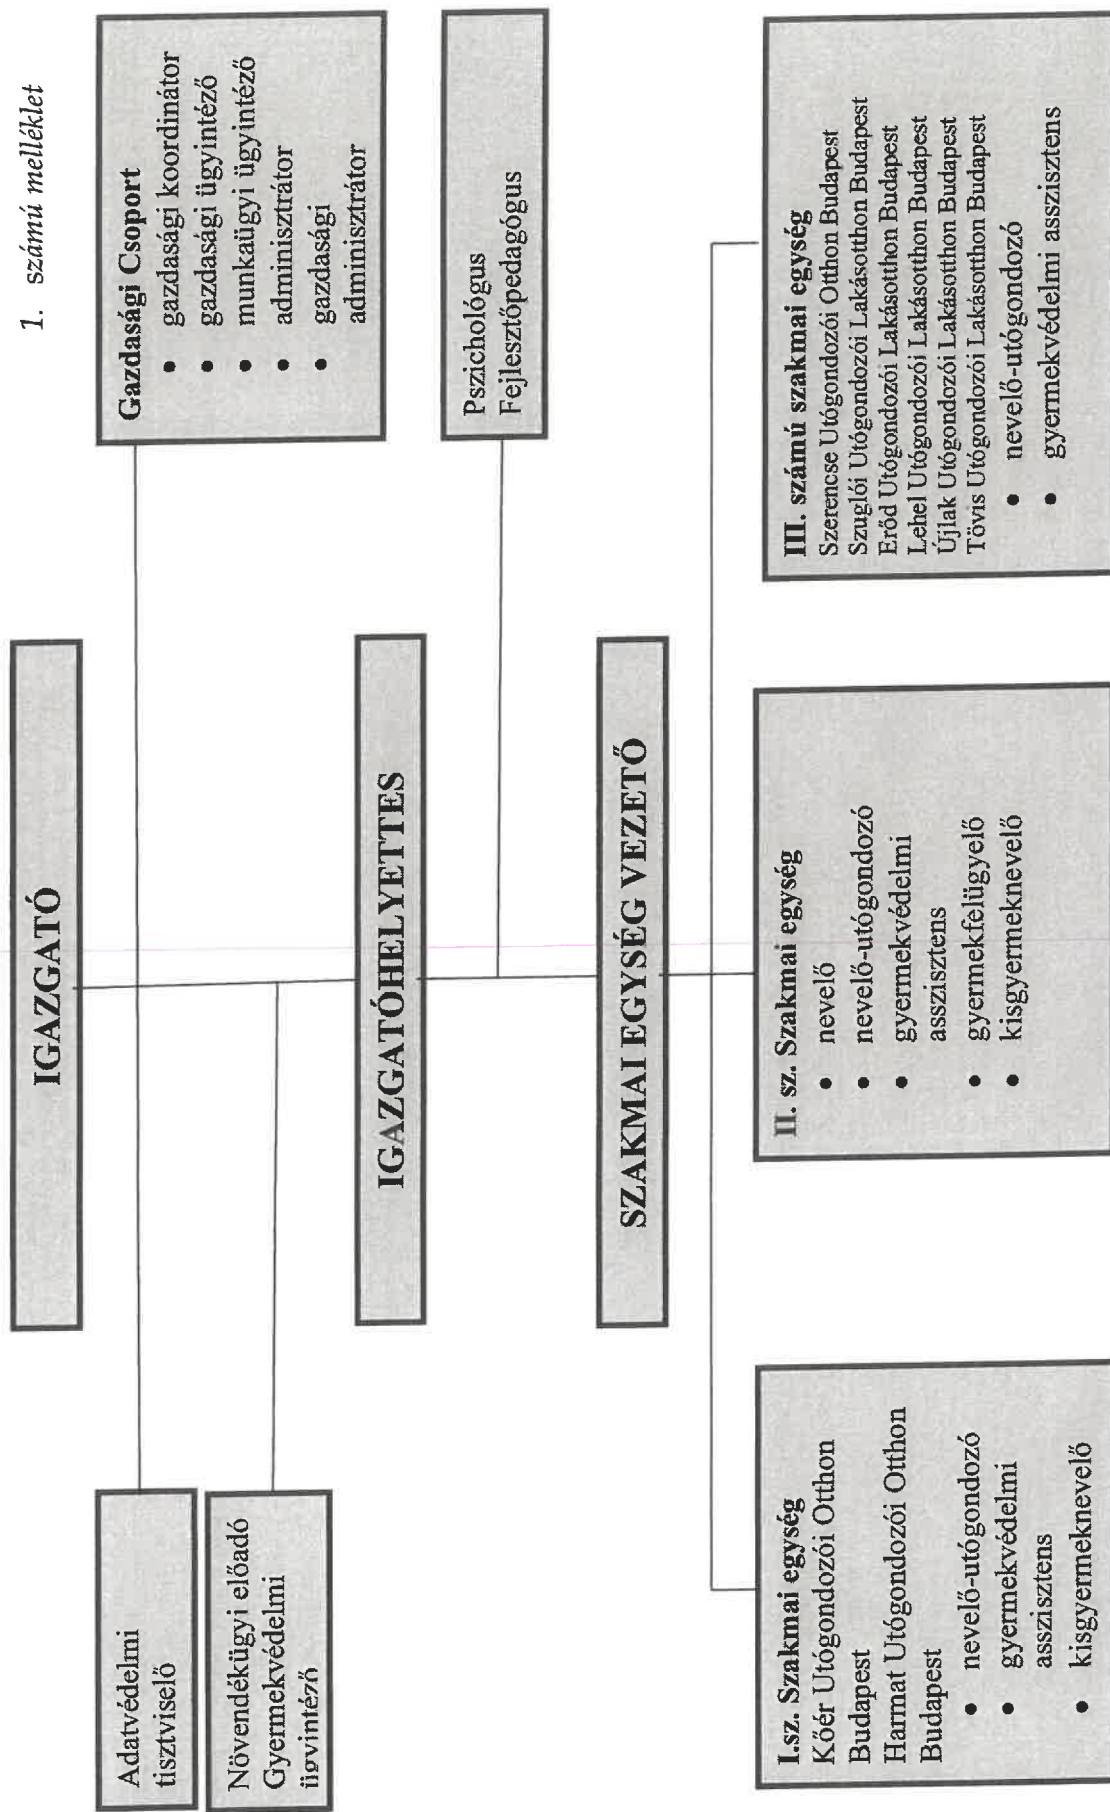 1. számú melléklet
IGAZGATÓ
Adatvédelmi
tisztviselő
Növendékügyi előadó
Gyermekvédelmi
ügyintéző
Gazdasági Csoport
• gazdasági koordinátor
• gazdasági ügyintéző
• munkaügyi ügyintéző
• adminisztrátor
• gazdasági
adminisztrátor
IGAZGATÓHELYETTES
Pszichológus
Fejlesztőpedagógus
SZAKMAI EGYSÉG VEZETŐ
I.sz. Szakmai egység
Kőér Utógondozói Otthon
Budapest
Harmat Utógondozói Otthon
Budapest
• nevelő-utógondozó
• gyermekvédelmi
asszisztens
• kisgyermeknevelő
II. sz. Szakmai egység
• nevelő
• nevelő-utógondozó
• gyermekvédelmi
asszisztens
• gyermekfelügyelő
• kisgyermeknevelő
III. számú szakmai egység
Szerencse Utógondozói Otthon Budapest
Szuglói Utógondozói Lakásotthon Budapest
Erőd Utógondozói Lakásotthon Budapest
Lehel Utógondozói Lakásotthon Budapest
Újlak Utógondozói Lakásotthon Budapest
Tövis Utógondozói Lakásotthon Budapest
• nevelő-utógondozó
• gyermekvédelmi asszisztens